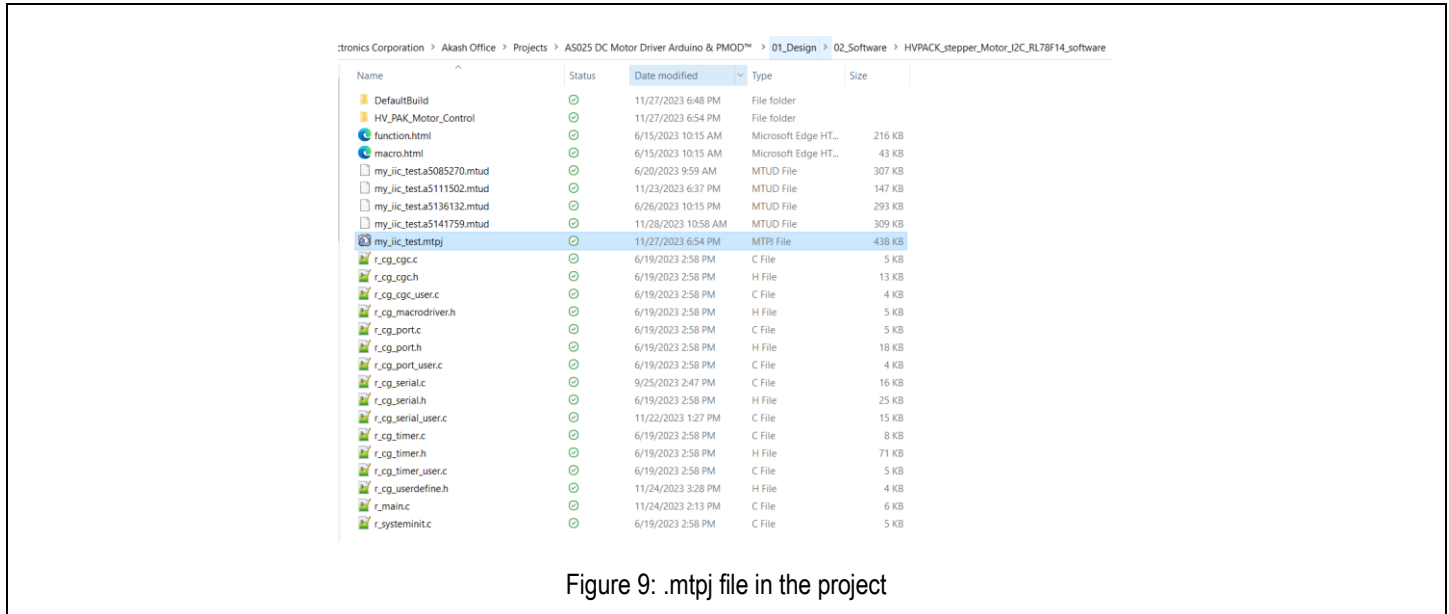 :tronics Corporation > Akash Office > Projects > AS025 DC Motor Driver Arduino & PMOD™ > 01_Design > 02_Software > HVPACK_stepper_Motor_I2C_RL78F14_software
Name Status Date modified Type Size
DefaultBuild 11/27/2023 6:48 PM File folder
HV_PAK_Motor_Control 11/27/2023 6:54 PM File folder
function.html 6/15/2023 10:15 AM Microsoft Edge HT... 216 KB
macro.html 6/15/2023 10:15 AM Microsoft Edge HT... 43 KB
my_iic_test.a5085270.mtud 6/20/2023 9:59 AM MTUD File 307 KB
my_iic_test.a5111502.mtud 11/23/2023 6:37 PM MTUD File 147 KB
my_iic_test.a5136132.mtud 6/26/2023 10:15 PM MTUD File 293 KB
my_iic_test.a5141759.mtud 11/28/2023 10:58 AM MTUD File 309 KB
my_iic_test.mtpj 11/27/2023 6:54 PM MTPJ File 438 KB
r_cg_cgc.c 6/19/2023 2:58 PM C File 5 KB
r_cg_cgc.h 6/19/2023 2:58 PM H File 13 KB
r_cg_cgc_user.c 6/19/2023 2:58 PM C File 4 KB
r_cg_macrodriver.h 6/19/2023 2:58 PM H File 5 KB
r_cg_port.c 6/19/2023 2:58 PM C File 5 KB
r_cg_port.h 6/19/2023 2:58 PM H File 18 KB
r_cg_port_user.c 6/19/2023 2:58 PM C File 4 KB
r_cg_serial.c 9/25/2023 2:47 PM C File 16 KB
r_cg_serial.h 6/19/2023 2:58 PM H File 25 KB
r_cg_serial_user.c 11/22/2023 1:27 PM C File 15 KB
r_cg_timer.c 6/19/2023 2:58 PM C File 8 KB
r_cg_timer.h 6/19/2023 2:58 PM H File 71 KB
r_cg_timer_user.c 6/19/2023 2:58 PM C File 5 KB
r_cg_userdefine.h 11/24/2023 3:28 PM H File 4 KB
r_main.c 11/24/2023 2:13 PM C File 6 KB
r_systeminit.c 6/19/2023 2:58 PM C File 5 KB
Figure 9: .mtpj file in the project